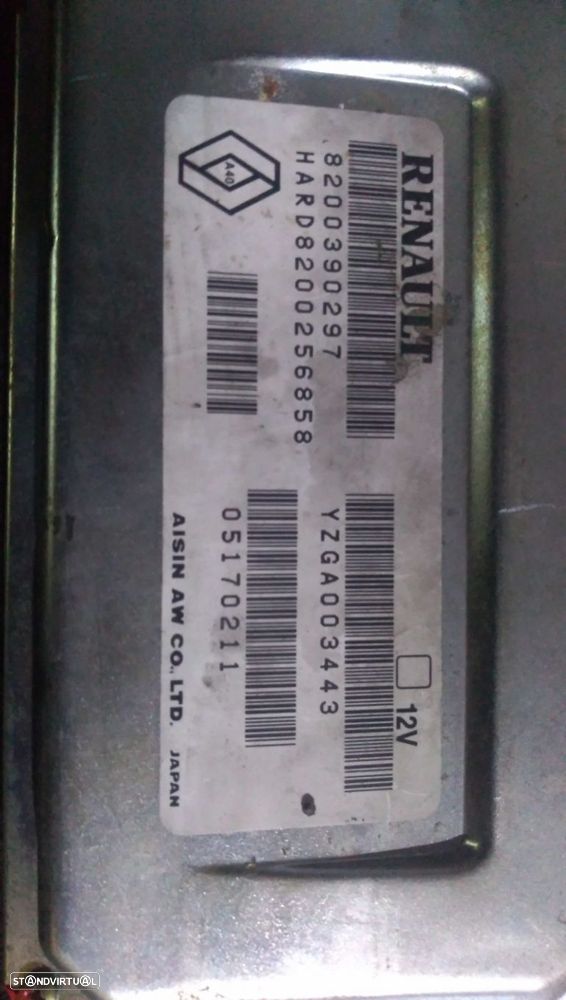 RENAULT
8200390297
HARD8200256858
A40
12V
YZGA003443
05170211
AISIN AW CO., LTD. JAPAN
STANDVIRTUAL